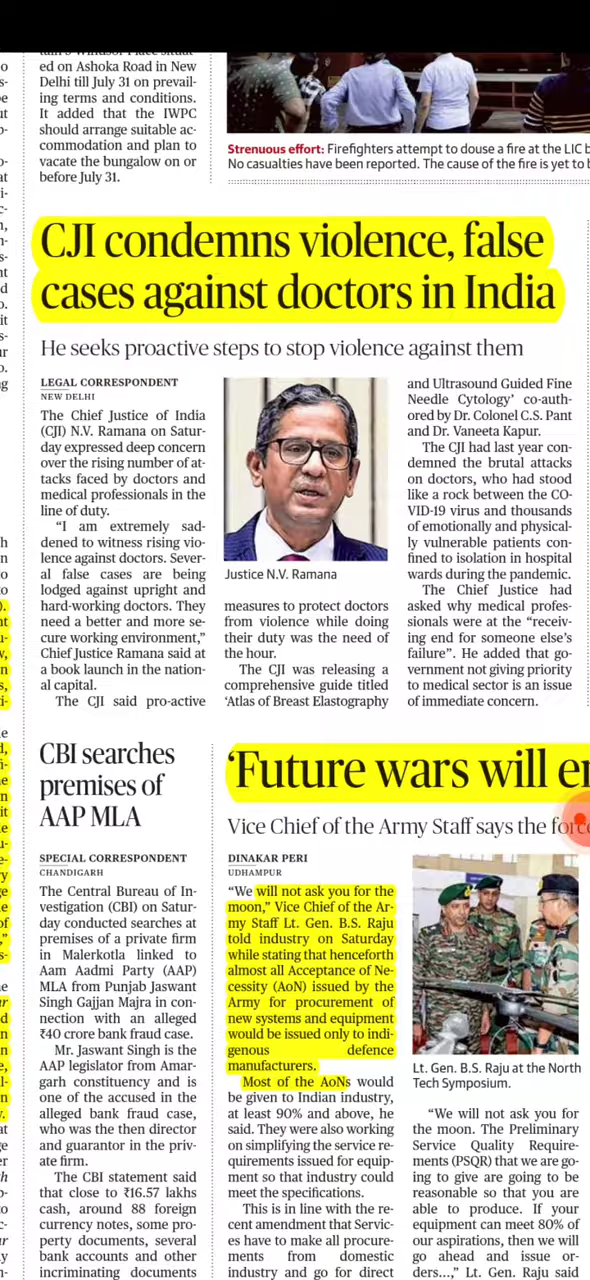 ed on Ashoka Road in New
Delhi till July 31 on prevail-
ing terms and conditions.
It added that the IWPC
should arrange suitable ac-
commodation and plan to
vacate the bungalow on or
before July 31.
Strenuous effort: Firefighters attempt to douse a fire at the LIC b
No casualties have been reported. The cause of the fire is yet to b
CJI condemns violence, false
cases against doctors in India
He seeks proactive steps to stop violence against them
LEGAL CORRESPONDENT
NEW DELHI
The Chief Justice of India
(CJI) N.V. Ramana on Satur-
day expressed deep concern
over the rising number of at-
tacks faced by doctors and
medical professionals in the
line of duty.
“I am extremely sad-
dened to witness rising vio-
lence against doctors. Sever-
al false cases are being
lodged against upright and
hard-working doctors. They
need a better and more se-
cure working environment,”
Chief Justice Ramana said at
a book launch in the nation-
al capital.
The CJI said pro-active
Justice N.V. Ramana
measures to protect doctors
from violence while doing
their duty was the need of
the hour.
The CJI was releasing a
comprehensive guide titled
‘Atlas of Breast Elastography
and Ultrasound Guided Fine
Needle Cytology’ co-auth-
ored by Dr. Colonel C.S. Pant
and Dr. Vaneeta Kapur.
The CJI had last year con-
demned the brutal attacks
on doctors, who had stood
like a rock between the CO-
VID-19 virus and thousands
of emotionally and physical-
ly vulnerable patients con-
fined to isolation in hospital
wards during the pandemic.
The Chief Justice had
asked why medical profes-
sionals were at the “receiv-
ing end for someone else’s
failure”. He added that go-
vernment not giving priority
to medical sector is an issue
of immediate concern.
CBI searches
premises of
AAP MLA
SPECIAL CORRESPONDENT
CHANDIGARH
The Central Bureau of In-
vestigation (CBI) on Satur-
day conducted searches at
premises of a private firm
in Malerkotla linked to
Aam Aadmi Party (AAP)
MLA from Punjab Jaswant
Singh Gajjan Majra in con-
nection with an alleged
₹40 crore bank fraud case.
Mr. Jaswant Singh is the
AAP legislator from Amar-
garh constituency and is
one of the accused in the
alleged bank fraud case,
who was the then director
and guarantor in the priv-
ate firm.
The CBI statement said
that close to ₹16.57 lakhs
cash, around 88 foreign
currency notes, some pro-
perty documents, several
bank accounts and other
incriminating documents
‘Future wars will en
Vice Chief of the Army Staff says the force
DINAKAR PERI
UDHAMPUR
“We will not ask you for the
moon,” Vice Chief of the Ar-
my Staff Lt. Gen. B.S. Raju
told industry on Saturday
while stating that henceforth
almost all Acceptance of Ne-
cessity (AoN) issued by the
Army for procurement of
new systems and equipment
would be issued only to indi-
genous defence
manufacturers.
Most of the AoNs would
be given to Indian industry,
at least 90% and above, he
said. They were also working
on simplifying the service re-
quirements issued for equip-
ment so that industry could
meet the specifications.
This is in line with the re-
cent amendment that Servic-
es have to make all procure-
ments from domestic
industry and go for direct
Lt. Gen. B.S. Raju at the North
Tech Symposium.
“We will not ask you for
the moon. The Preliminary
Service Quality Require-
ments (PSQR) that we are go-
ing to give are going to be
reasonable so that you are
able to produce. If your
equipment can meet 80% of
our aspirations, then we will
go ahead and issue or-
ders...,” Lt. Gen. Raju said